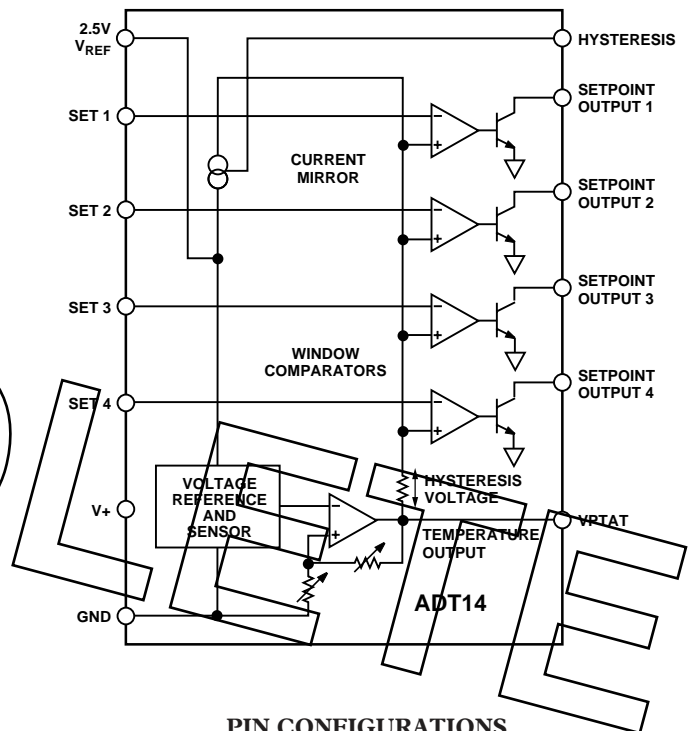 2.5V
VREF
HYSTERESIS
SETPOINT
OUTPUT 1
SET 1
CURRENT
MIRROR
SETPOINT
OUTPUT 2
SET 2
SETPOINT
OUTPUT 3
SET 3
WINDOW
COMPARATORS
SETPOINT
OUTPUT 4
SET 4
VOLTAGE
REFERENCE
AND
SENSOR
HYSTERESIS
VOLTAGE
V+
VPTAT
TEMPERATURE
OUTPUT
ADT14
GND
LETE
PIN CONFIGURATIONS